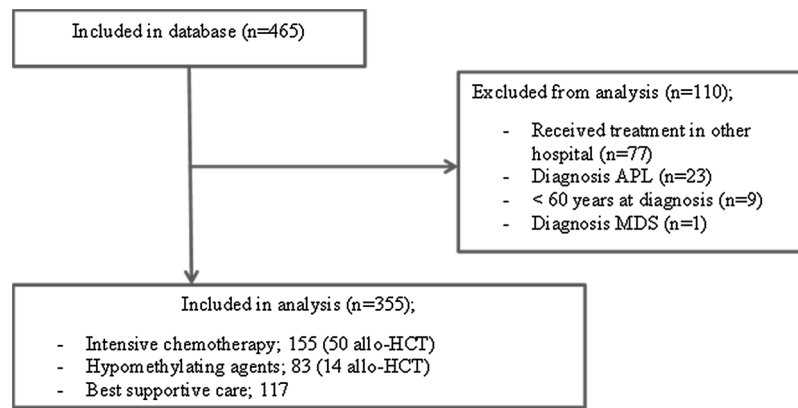 Included in database (n=465)
Excluded from analysis (n=110);
- Received treatment in other
hospital (n=77)
- Diagnosis APL (n=23)
- < 60 years at diagnosis (n=9)
- Diagnosis MDS (n=1)
Included in analysis (n=355);
- Intensive chemotherapy; 155 (50 allo-HCT)
- Hypomethylating agents; 83 (14 allo-HCT)
- Best supportive care; 117